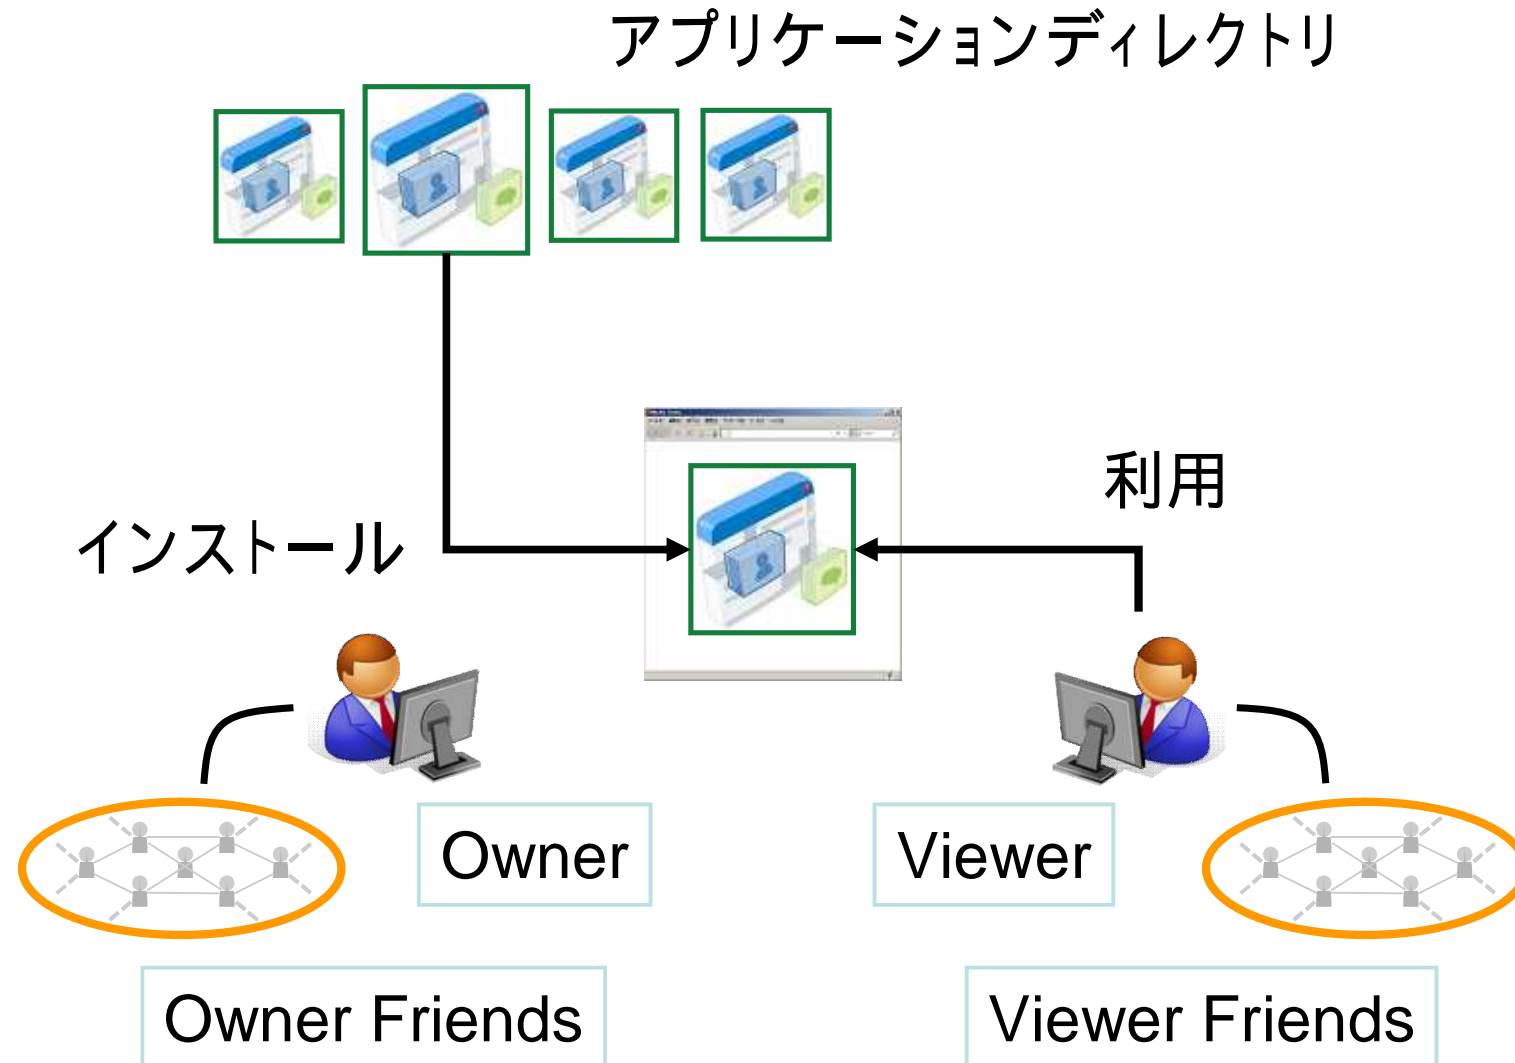 アプリケーションディレクトリ
利用
インストール
Owner
Viewer
Owner Friends
Viewer Friends